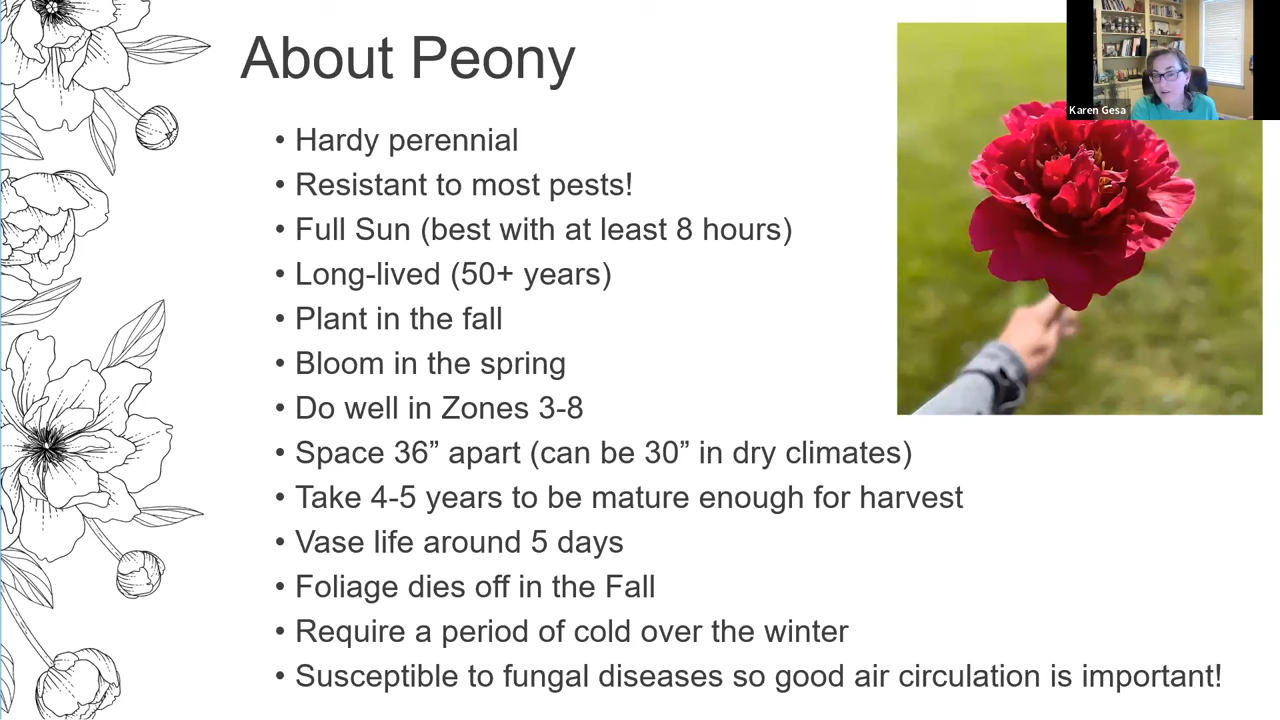 About Peony
Karen Gesa
• Hardy perennial
• Resistant to most pests!
• Full Sun (best with at least 8 hours)
• Long-lived (50+ years)
• Plant in the fall
• Bloom in the spring
• Do well in Zones 3-8
• Space 36” apart (can be 30” in dry climates)
• Take 4-5 years to be mature enough for harvest
• Vase life around 5 days
• Foliage dies off in the Fall
• Require a period of cold over the winter
• Susceptible to fungal diseases so good air circulation is important!